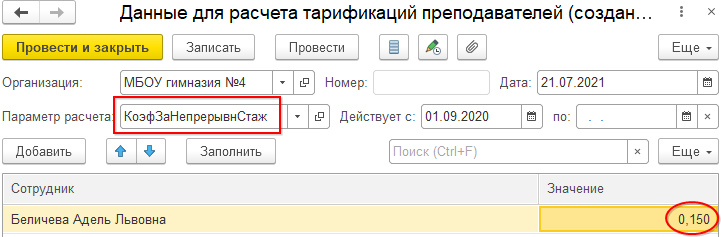 Данные для расчета тарификаций преподавателей (создан...
Провести и закрыть Записать Провести Еще
Организация: МБОУ гимназия №4 Номер: Дата: 21.07.2021
Параметр расчета: КоэфЗаНепрерывнСтаж Действует с: 01.09.2020 по: . .
Добавить Заполнить Поиск (Ctrl+F) × Еще
Сотрудник Значение
Беличева Адель Львовна 0,150